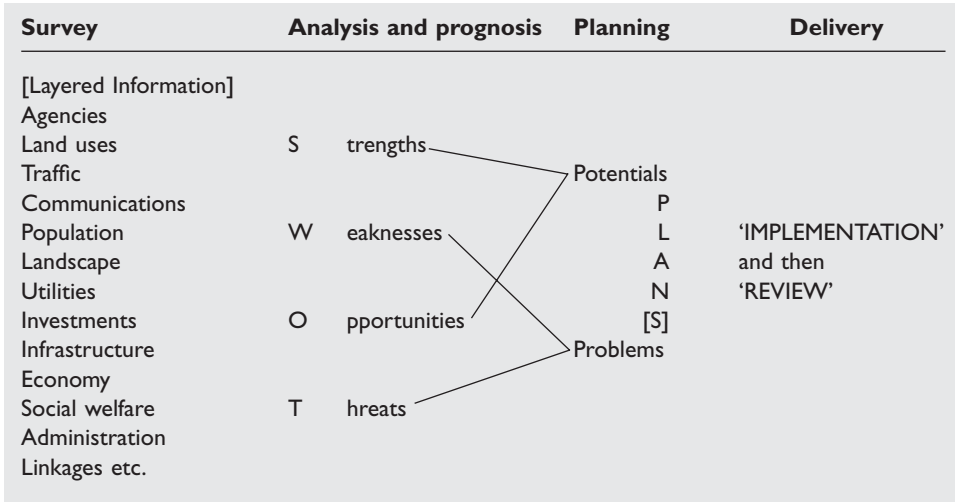 Survey Analysis and prognosis Planning Delivery
[Layered Information]
Agencies
Land uses S trengths
Traffic Potentials
Communications P
Population W eaknesses L ‘IMPLEMENTATION’
Landscape A and then
Utilities N ‘REVIEW’
Investments O pportunities [S]
Infrastructure Problems
Economy
Social welfare T hreats
Administration
Linkages etc.